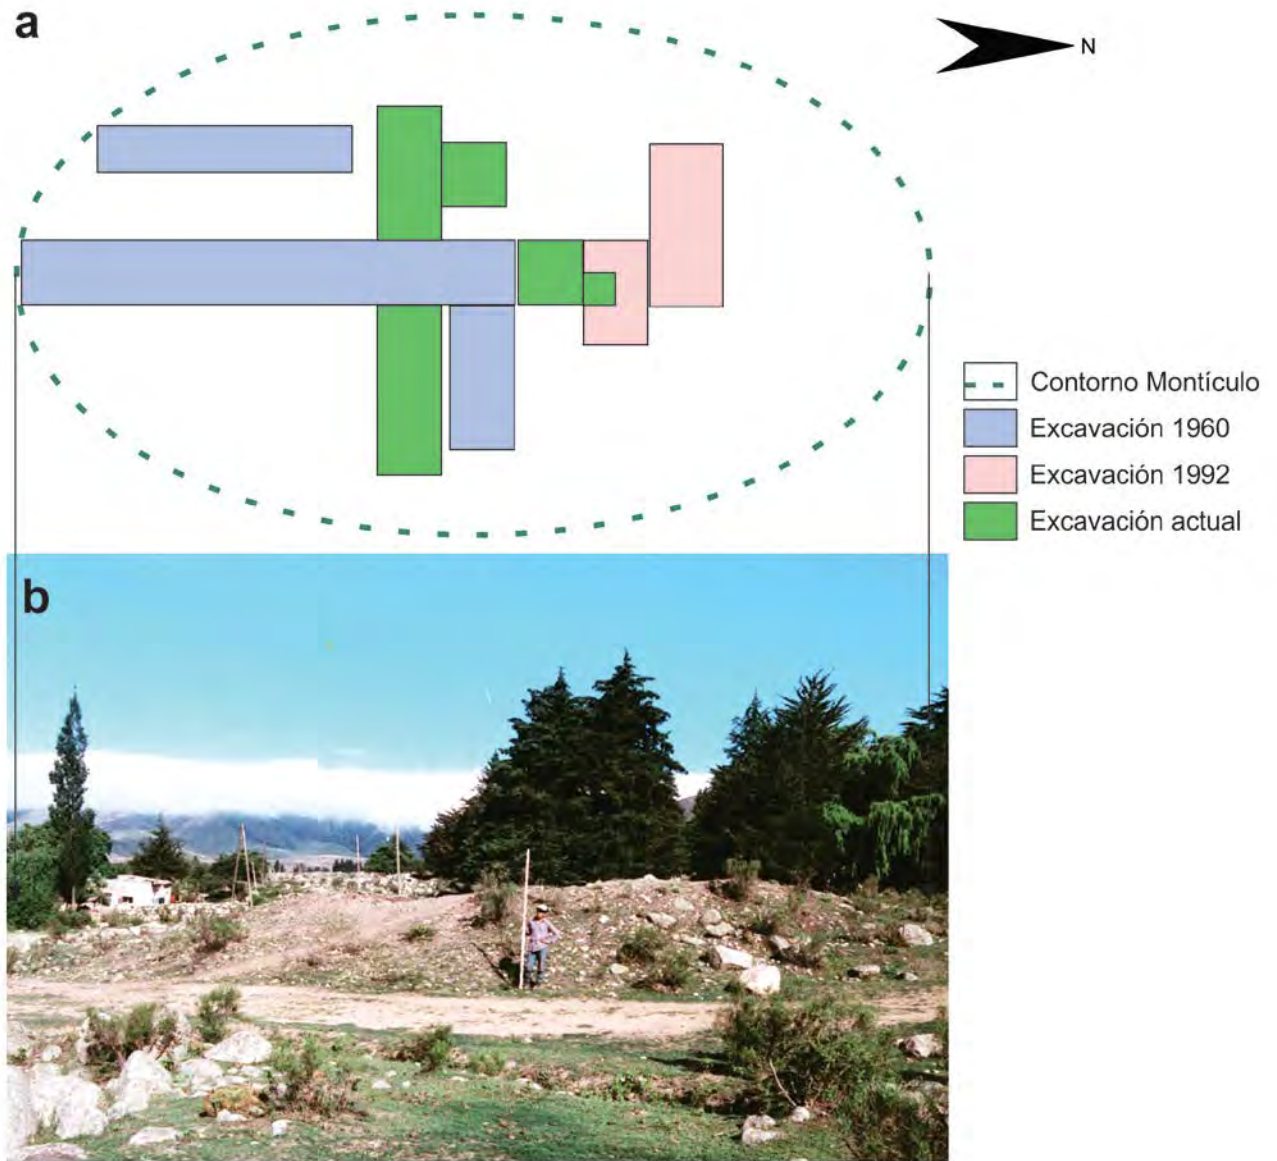 a
N
Contorno Montículo
Excavación 1960
Excavación 1992
Excavación actual
b